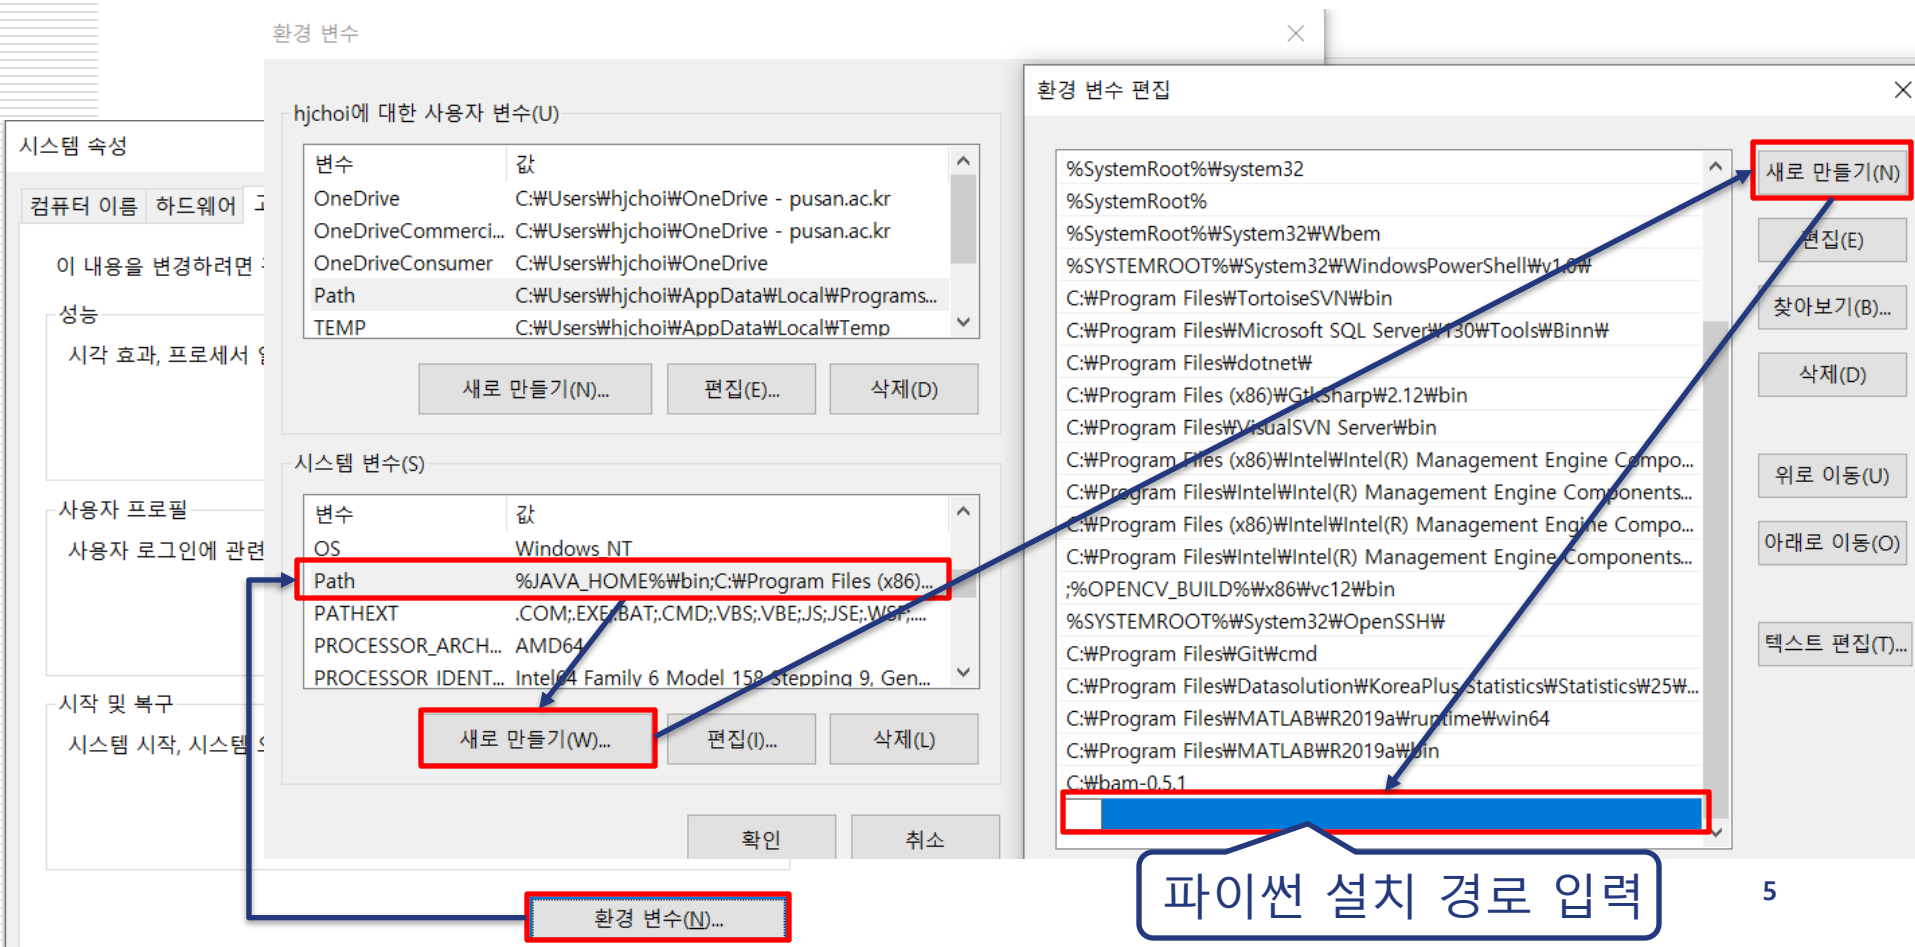 환경 변수
hjchoi에 대한 사용자 변수(U)
변수 값
OneDrive C:₩Users₩hjchoi₩OneDrive - pusan.ac.kr
OneDriveCommerci... C:₩Users₩hjchoi₩OneDrive - pusan.ac.kr
OneDriveConsumer C:₩Users₩hjchoi₩OneDrive
Path C:₩Users₩hjchoi₩AppData₩Local₩Programs...
TEMP C:₩Users₩hjchoi₩AppData₩Local₩Temp
새로 만들기(N)... 편집(E)... 삭제(D)
시스템 변수(S)
변수 값
OS Windows_NT
Path %JAVA_HOME%₩bin;C:₩Program Files (x86)...
PATHEXT .COM;.EXE;.BAT;.CMD;.VBS;.VBE;.JS;.JSE;.WSF;....
PROCESSOR_ARCH... AMD64
PROCESSOR_IDENT... Intel64 Family 6 Model 158 Stepping 9, Gen...
새로 만들기(W)... 편집(I)... 삭제(L)
확인 취소
시스템 속성
컴퓨터 이름 하드웨어
이 내용을 변경하려면
성능
시각 효과, 프로세서
사용자 프로필
사용자 로그인에 관련
시작 및 복구
시스템 시작, 시스템
환경 변수(N)...
환경 변수 편집
%SystemRoot%₩system32
%SystemRoot%
%SystemRoot%₩System32₩Wbem
%SYSTEMROOT%₩System32₩WindowsPowerShell₩v1.0₩
C:₩Program Files₩TortoiseSVN₩bin
C:₩Program Files₩Microsoft SQL Server₩130₩Tools₩Binn₩
C:₩Program Files₩dotnet₩
C:₩Program Files (x86)₩GtkSharp₩2.12₩bin
C:₩Program Files₩VisualSVN Server₩bin
C:₩Program Files (x86)₩Intel₩Intel(R) Management Engine Compo...
C:₩Program Files₩Intel₩Intel(R) Management Engine Components...
C:₩Program Files (x86)₩Intel₩Intel(R) Management Engine Compo...
C:₩Program Files₩Intel₩Intel(R) Management Engine Components...
;%OPENCV_BUILD%₩x86₩vc12₩bin
%SYSTEMROOT%₩System32₩OpenSSH₩
C:₩Program Files₩Git₩cmd
C:₩Program Files₩Datasolution₩KoreaPlus Statistics₩Statistics₩25₩...
C:₩Program Files₩MATLAB₩R2019a₩runtime₩win64
C:₩Program Files₩MATLAB₩R2019a₩bin
C:₩bam-0.5.1
새로 만들기(N)
편집(E)
찾아보기(B)...
삭제(D)
위로 이동(U)
아래로 이동(O)
텍스트 편집(T)...
파이썬 설치 경로 입력
5